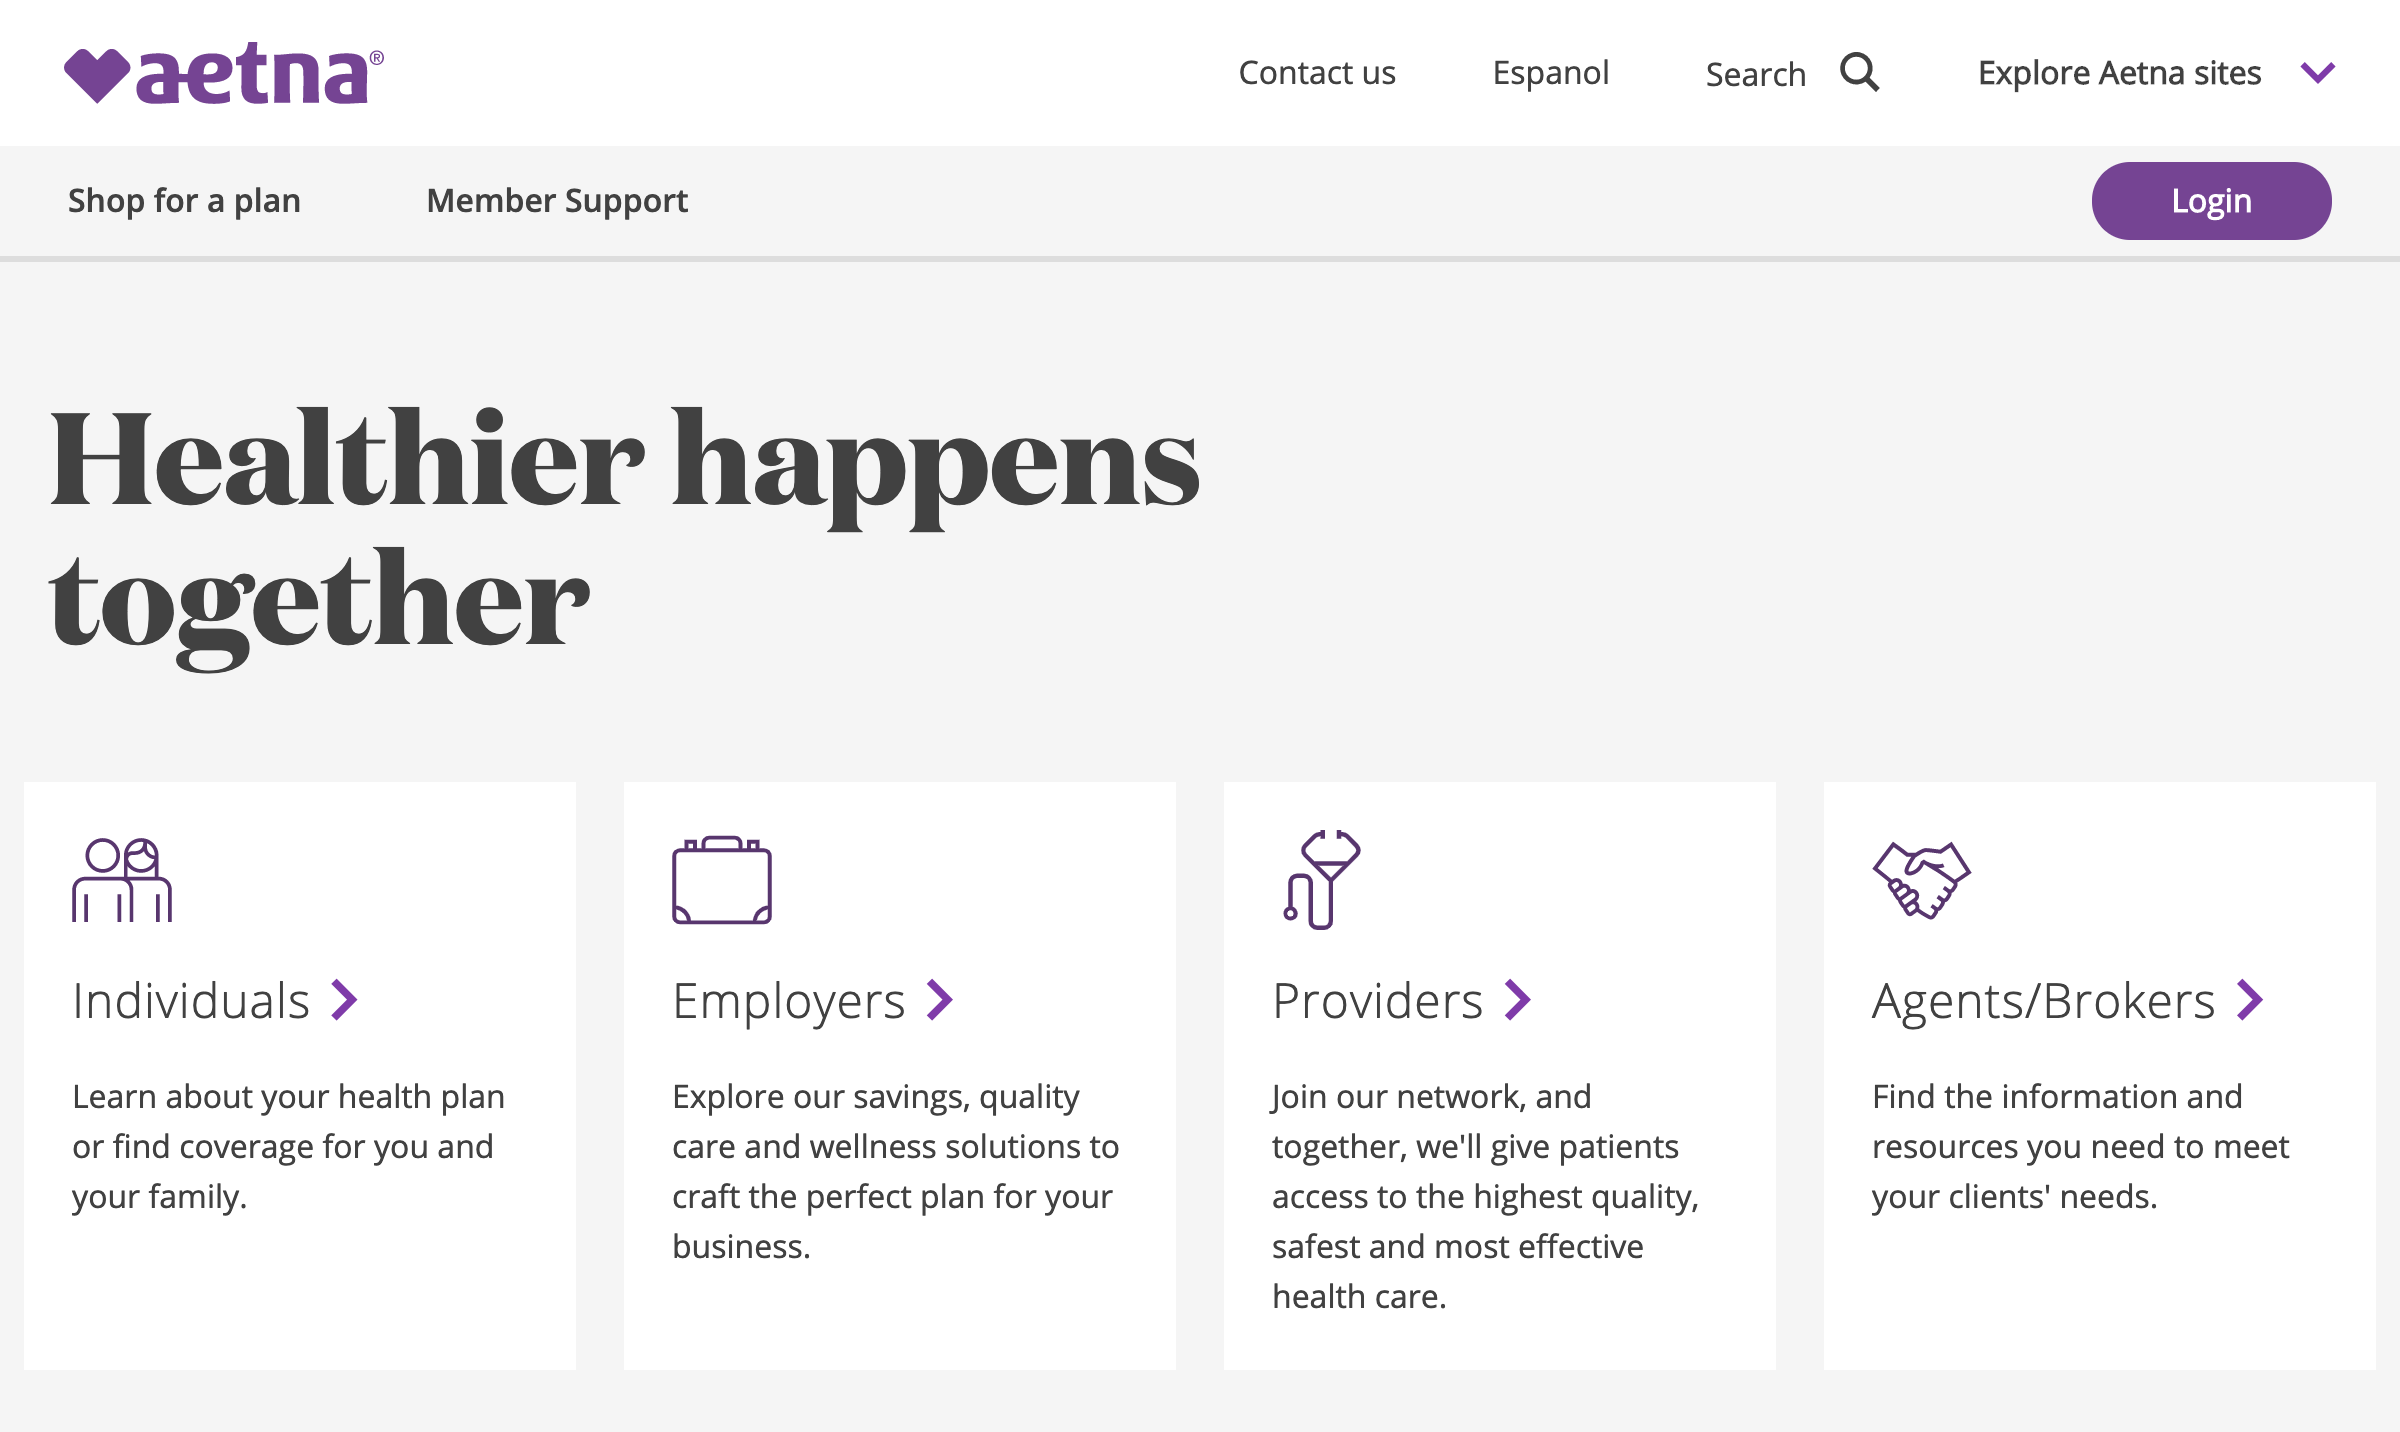 aetna®
Contact us
Espanol
Search
Explore Aetna sites
Shop for a plan
Member Support
Login
Healthier happens
together
Individuals
Learn about your health plan
or find coverage for you and
your family.
Employers
Explore our savings, quality
care and wellness solutions to
craft the perfect plan for your
business.
Providers
Join our network, and
together, we'll give patients
access to the highest quality,
safest and most effective
health care.
Agents/Brokers
Find the information and
resources you need to meet
your clients' needs.